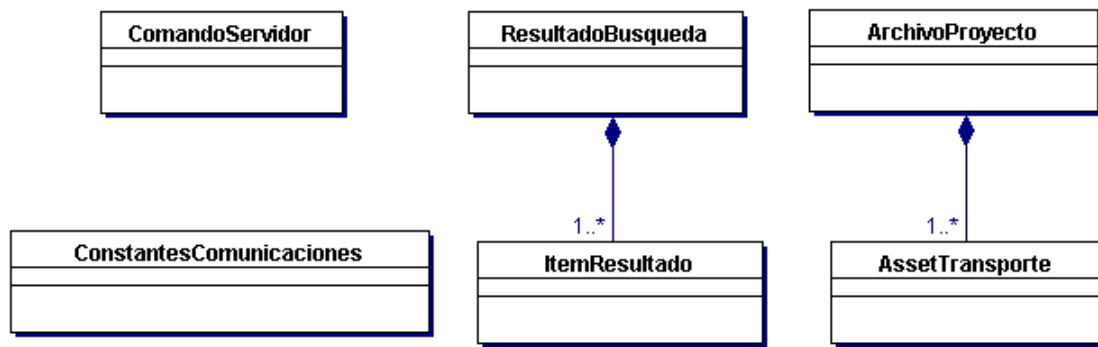 ComandoServidor
ResultadoBusqueda
ArchivoProyecto
1..*
1..*
ConstantesComunicaciones
ItemResultado
AssetTransporte